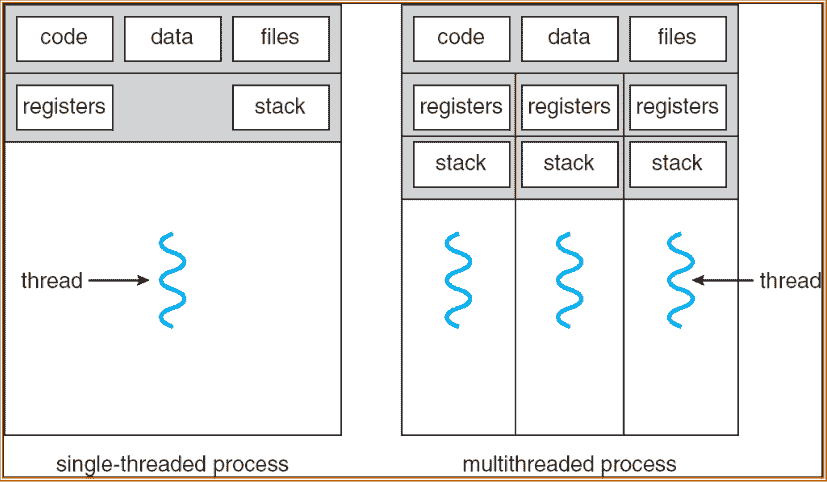 code data files
registers stack
thread
single-threaded process
code data files
registers registers registers
stack stack stack
thread
multithreaded process